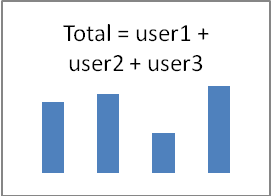 Total = user1 +
user2 + user3